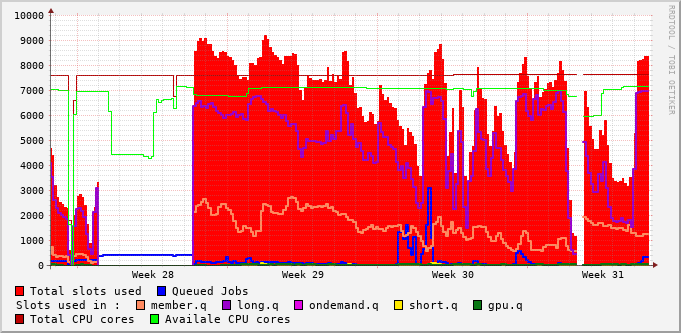 10000
9000
8000
7000
6000
5000
4000
3000
2000
1000
0
Week 28 Week 29 Week 30 Week 31
Total slots used Queued Jobs
Slots used in : member.q long.q ondemand.q short.q gpu.q
Total CPU cores Availale CPU cores
RRDTOOL / TOBI OETIKER